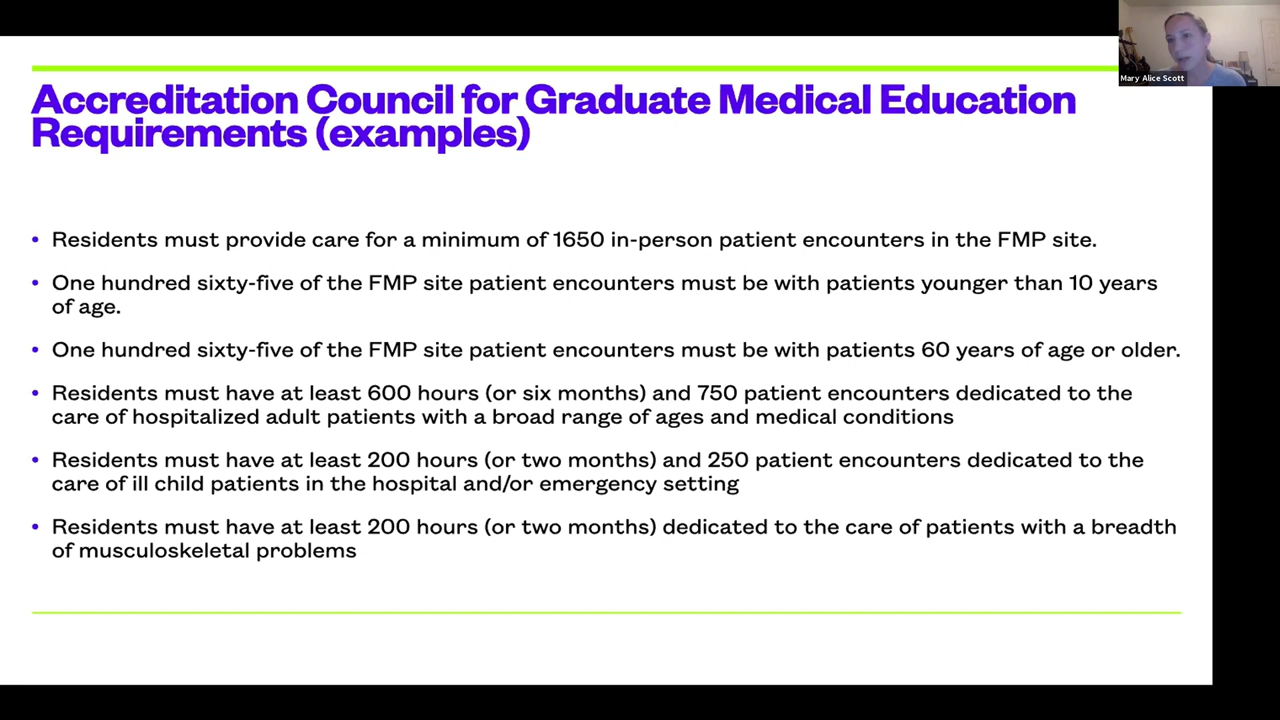 Mary Alice Scott
Accreditation Council for Graduate Medical Education
Requirements (examples)
• Residents must provide care for a minimum of 1650 in-person patient encounters in the FMP site.
• One hundred sixty-five of the FMP site patient encounters must be with patients younger than 10 years
of age.
• One hundred sixty-five of the FMP site patient encounters must be with patients 60 years of age or older.
• Residents must have at least 600 hours (or six months) and 750 patient encounters dedicated to the
care of hospitalized adult patients with a broad range of ages and medical conditions
• Residents must have at least 200 hours (or two months) and 250 patient encounters dedicated to the
care of ill child patients in the hospital and/or emergency setting
• Residents must have at least 200 hours (or two months) dedicated to the care of patients with a breadth
of musculoskeletal problems